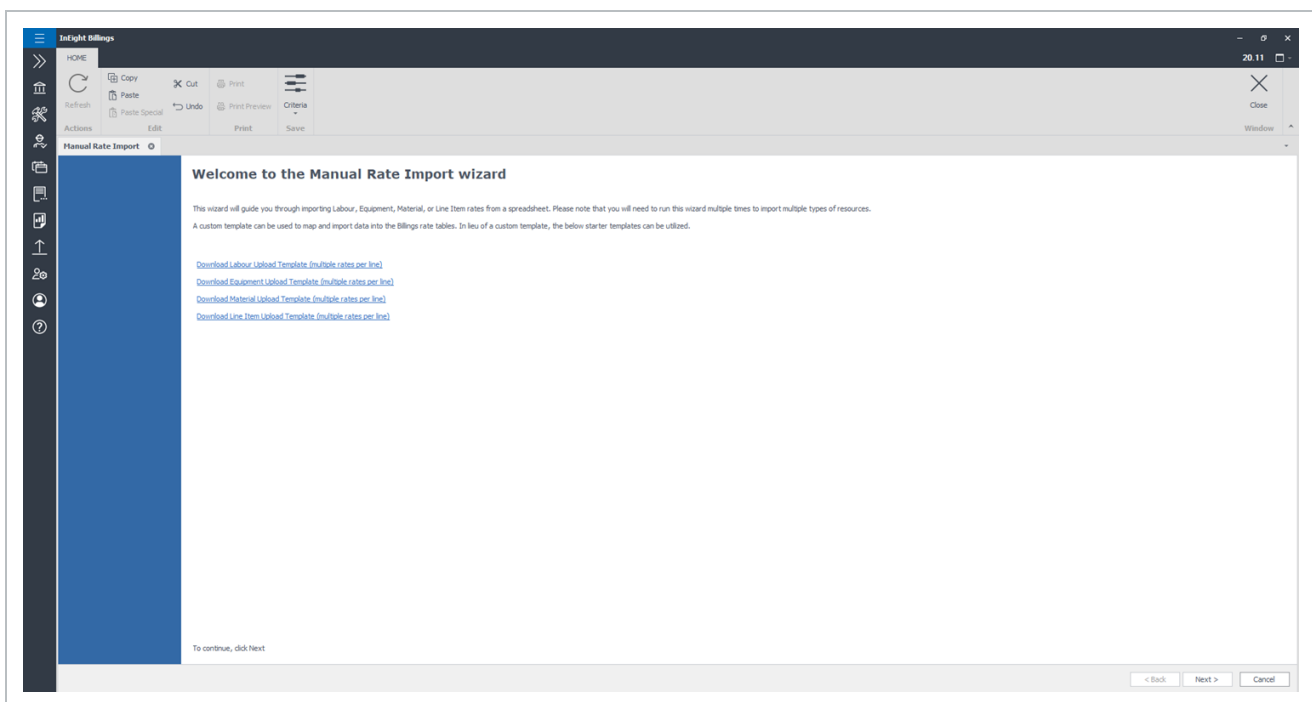 InEight Billings
HOME
20.11
Refresh
Copy
Paste
Paste Special
Cut
Undo
Print
Print Preview
Criteria
Close
Actions
Edit
Print
Save
Window
Manual Rate Import
Welcome to the Manual Rate Import wizard
This wizard will guide you through importing Labour, Equipment, Material, or Line Item rates from a spreadsheet. Please note that you will need to run this wizard multiple times to import multiple types of resources.
A custom template can be used to map and import data into the Billings rate tables. In lieu of a custom template, the below starter templates can be utilized.
Download Labour Upload Template (multiple rates per line)
Download Equipment Upload Template (multiple rates per line)
Download Material Upload Template (multiple rates per line)
Download Line Item Upload Template (multiple rates per line)
To continue, click Next
< Back
Next >
Cancel